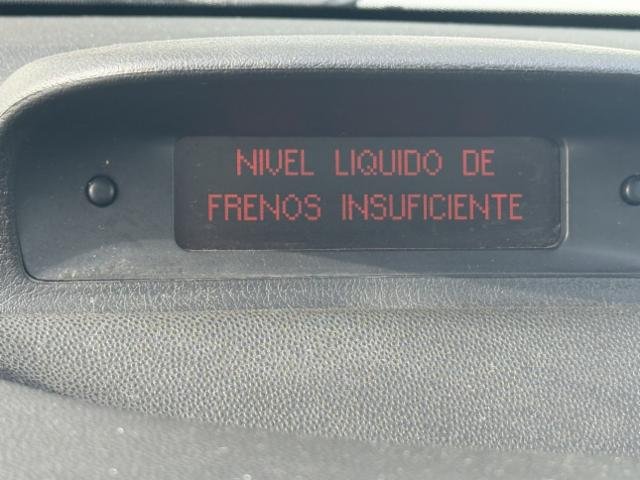 NIVEL LIQUIDO DE
FRENOS INSUFICIENTE